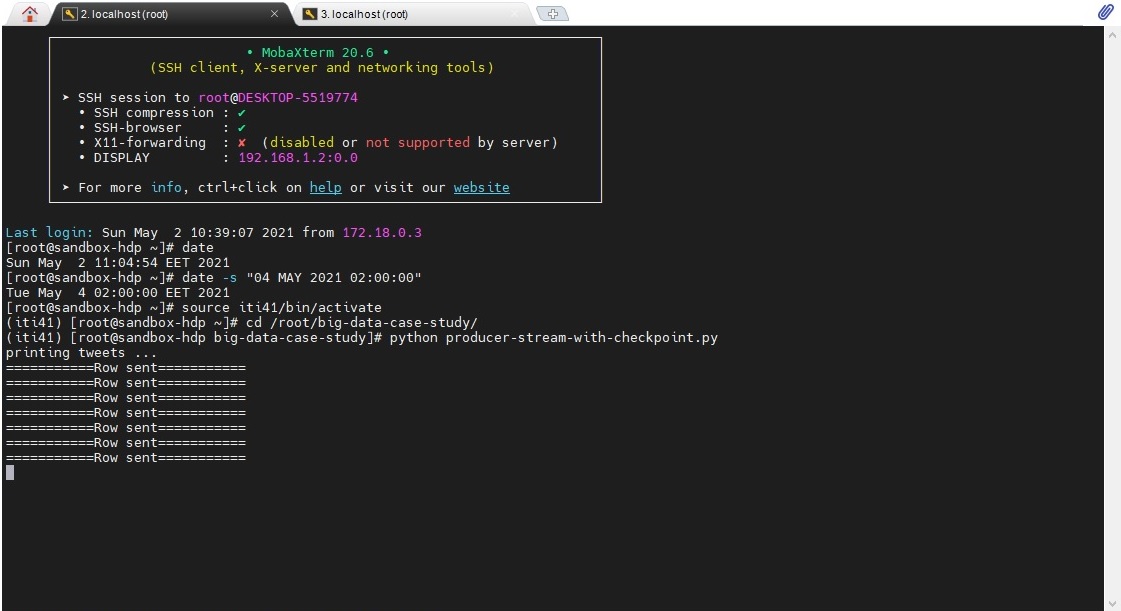 2. localhost (root)
3. localhost (root)
• MobaXterm 20.6 •
(SSH client, X-server and networking tools)
➤ SSH session to root@DESKTOP-5519774
• SSH compression : ✔
• SSH-browser     : ✔
• X11-forwarding  : ✘  (disabled or not supported by server)
• DISPLAY         : 192.168.1.2:0.0
➤ For more info, ctrl+click on help or visit our website
Last login: Sun May  2 10:39:07 2021 from 172.18.0.3
[root@sandbox-hdp ~]# date
Sun May  2 11:04:54 EET 2021
[root@sandbox-hdp ~]# date -s "04 MAY 2021 02:00:00"
Tue May  4 02:00:00 EET 2021
[root@sandbox-hdp ~]# source iti41/bin/activate
(iti41) [root@sandbox-hdp ~]# cd /root/big-data-case-study/
(iti41) [root@sandbox-hdp big-data-case-study]# python producer-stream-with-checkpoint.py
printing tweets ...
===========Row sent===========
===========Row sent===========
===========Row sent===========
===========Row sent===========
===========Row sent===========
===========Row sent===========
===========Row sent===========